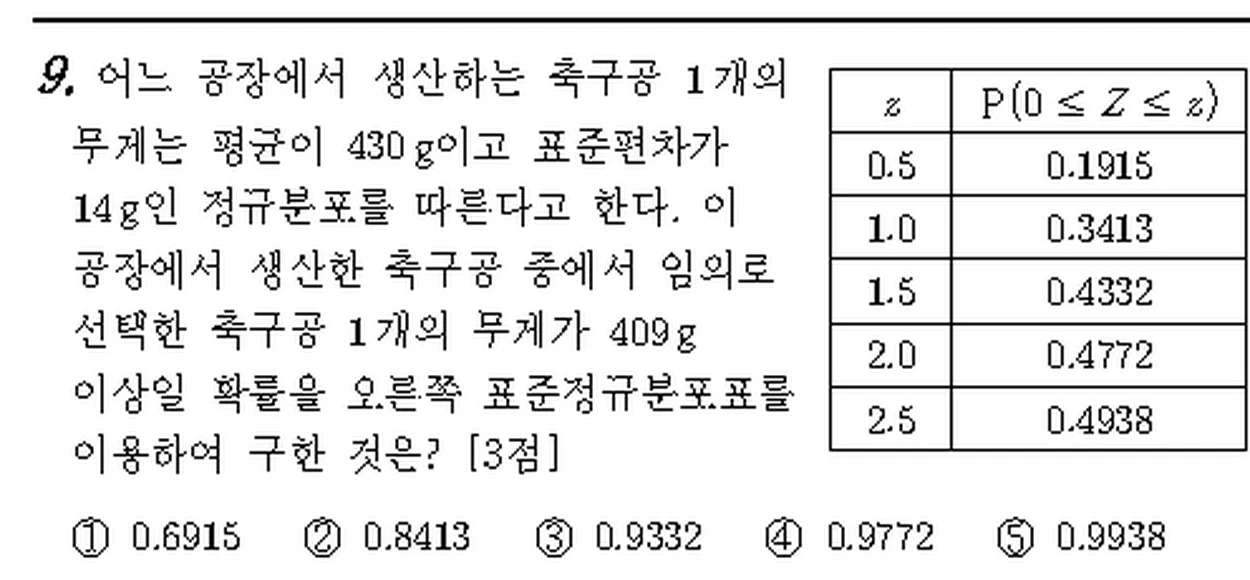 9. 어느 공장에서 생산하는 축구공 1개의
무게는 평균이 430g이고 표준편차가
14g인 정규분포를 따른다고 한다. 이
공장에서 생산한 축구공 중에서 임의로
선택한 축구공 1개의 무게가 409g
이상일 확률을 오른쪽 표준정규분포표를
이용하여 구한 것은? [3점]
z P(0 ≤ Z ≤ z)
0.5 0.1915
1.0 0.3413
1.5 0.4332
2.0 0.4772
2.5 0.4938
① 0.6915 ② 0.8413 ③ 0.9332 ④ 0.9772 ⑤ 0.9938